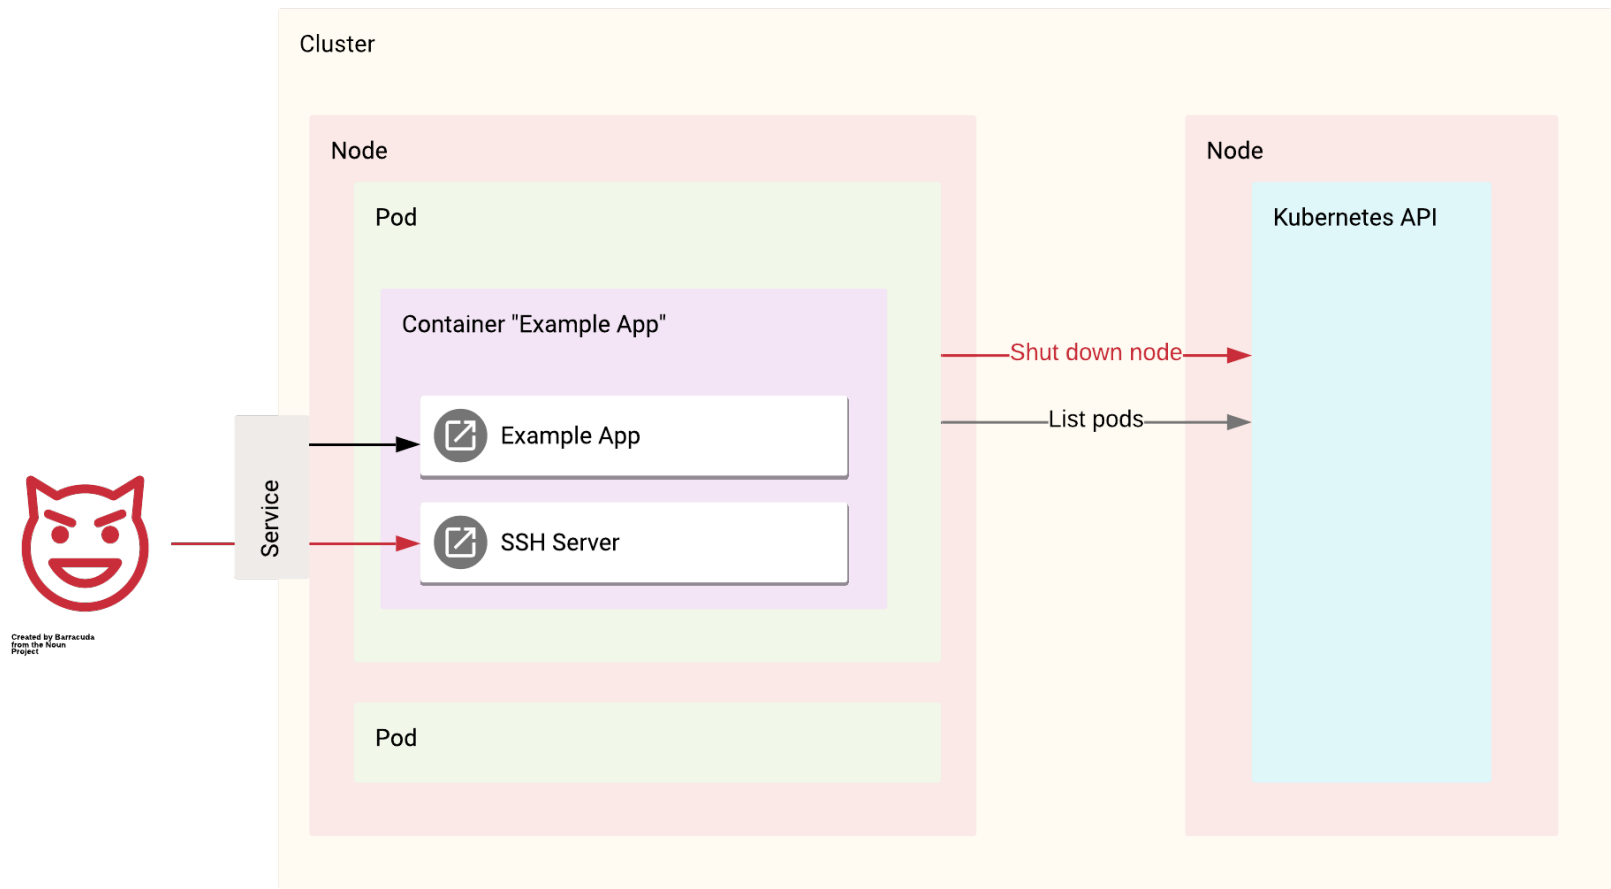 Cluster
Node
Node
Pod
Kubernetes API
Container "Example App"
Shut down node
List pods
Example App
Service
SSH Server
Created by Barracuda
from the Noun
Project
Pod